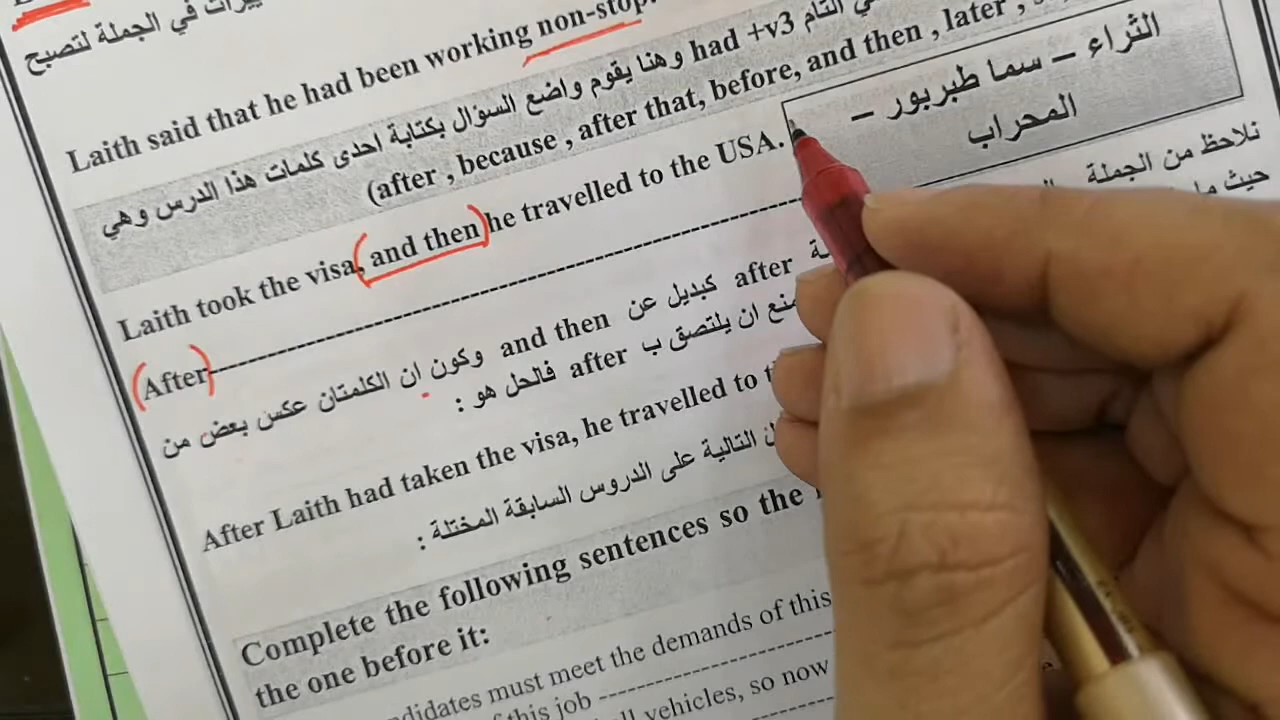 في الجملة لتصبح
Laith said that he had been working non-stop.
التام had +v3 وهنا يقوم واضع السؤال بكتابة احدى كلمات هذا الدرس وهي
(after , because , after that, before, and then , later ,
الثراء – سما طبربور –
المحراب
Laith took the visa, and then he travelled to the USA.
(After)--------------------------------
نلاحظ من الجملة
حيث
after كبديل عن and then وكون ان الكلمتان عكس بعض من
ان يلتصق ب after فالحل هو :
After Laith had taken the visa, he travelled to
التالية على الدروس السابقة المختلة :
Complete the following sentences so the
the one before it:
must meet the demands of this
this job ----------------
vehicles, so now